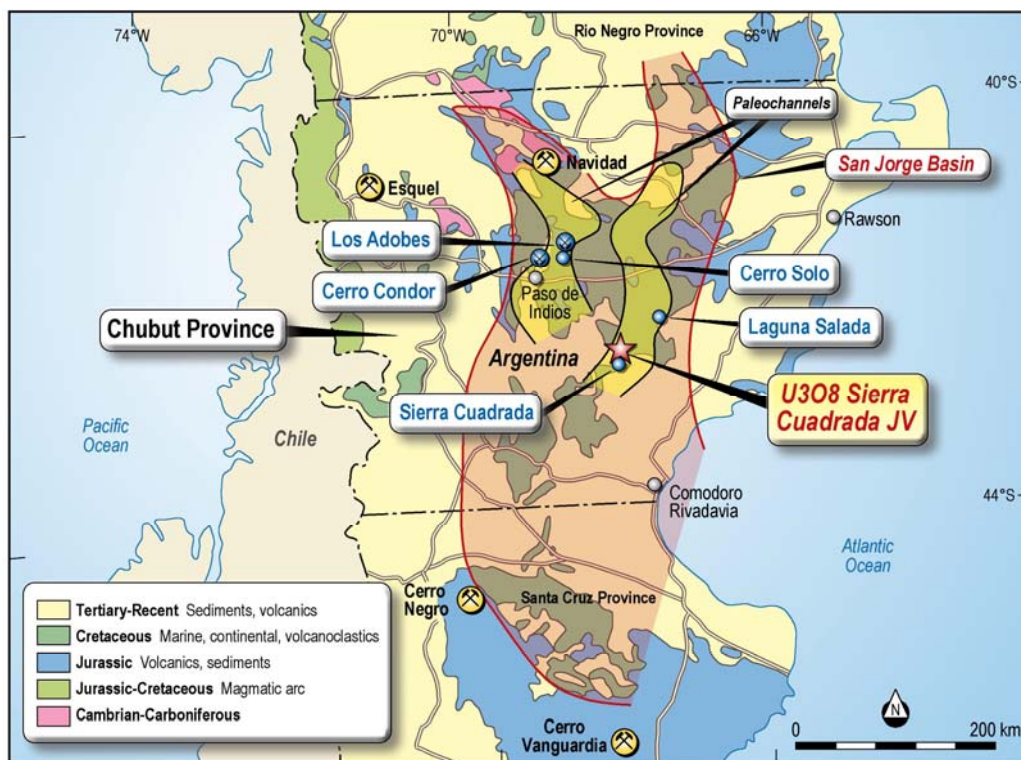 74°W
70°W
66°W
Rio Negro Province
40°S
Paleochannels
Navidad
San Jorge Basin
Esquel
Rawson
Los Adobes
Cerro Solo
Cerro Condor
Paso de
Indios
Laguna Salada
Chubut Province
Argentina
U3O8 Sierra
Cuadrada JV
Sierra Cuadrada
Pacific
Ocean
Chile
Comodoro
Rivadavia
44°S
Atlantic
Ocean
Cerro
Negro
Santa Cruz Province
Tertiary-Recent Sediments, volcanics
Cretaceous Marine, continental, volcanoclastics
Jurassic Volcanics, sediments
Jurassic-Cretaceous Magmatic arc
Cambrian-Carboniferous
Cerro
Vanguardia
N
0 200 km